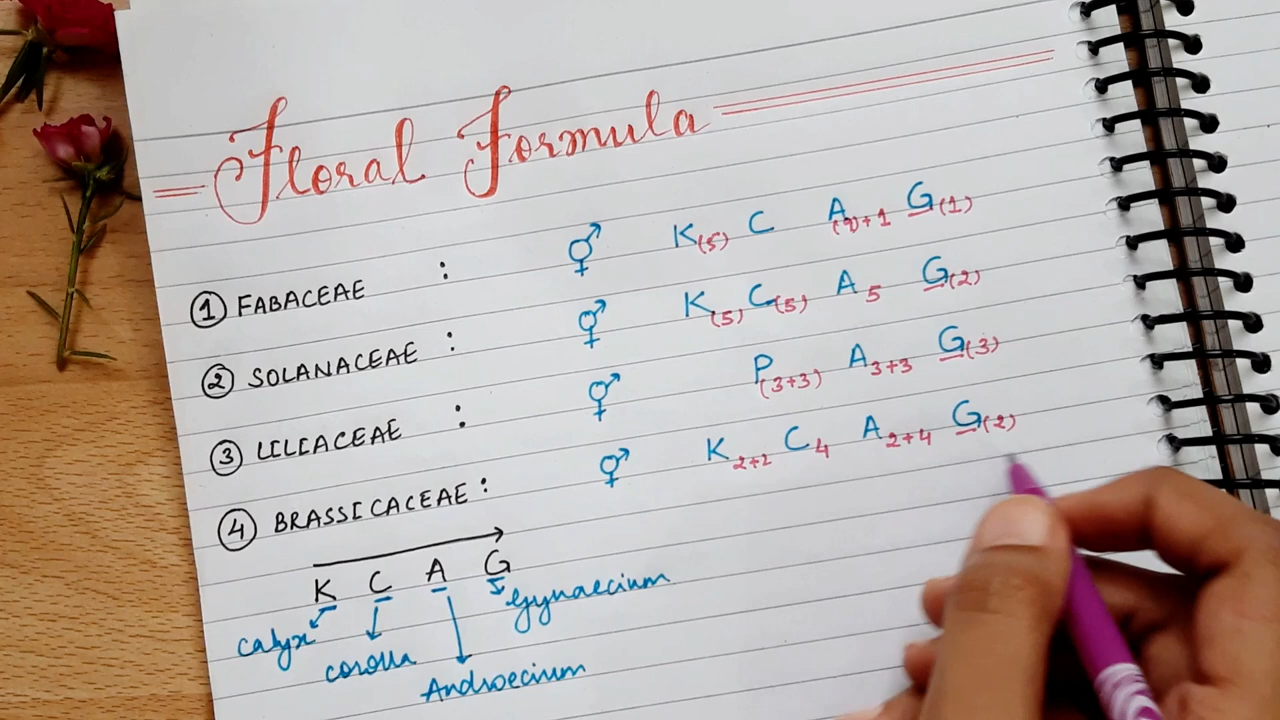 Floral Formula
① FABACEAE : ⚥ K(5) C A(9)+1 G(1)
② SOLANACEAE : ⚥ K(5) C(5) A5 G(2)
③ LILIACEAE : ⚥ P(3+3) A3+3 G(3)
④ BRASSICACEAE : ⚥ K2+2 C4 A2+4 G(2)
K C A G
calyx corolla Androecium Gynaecium